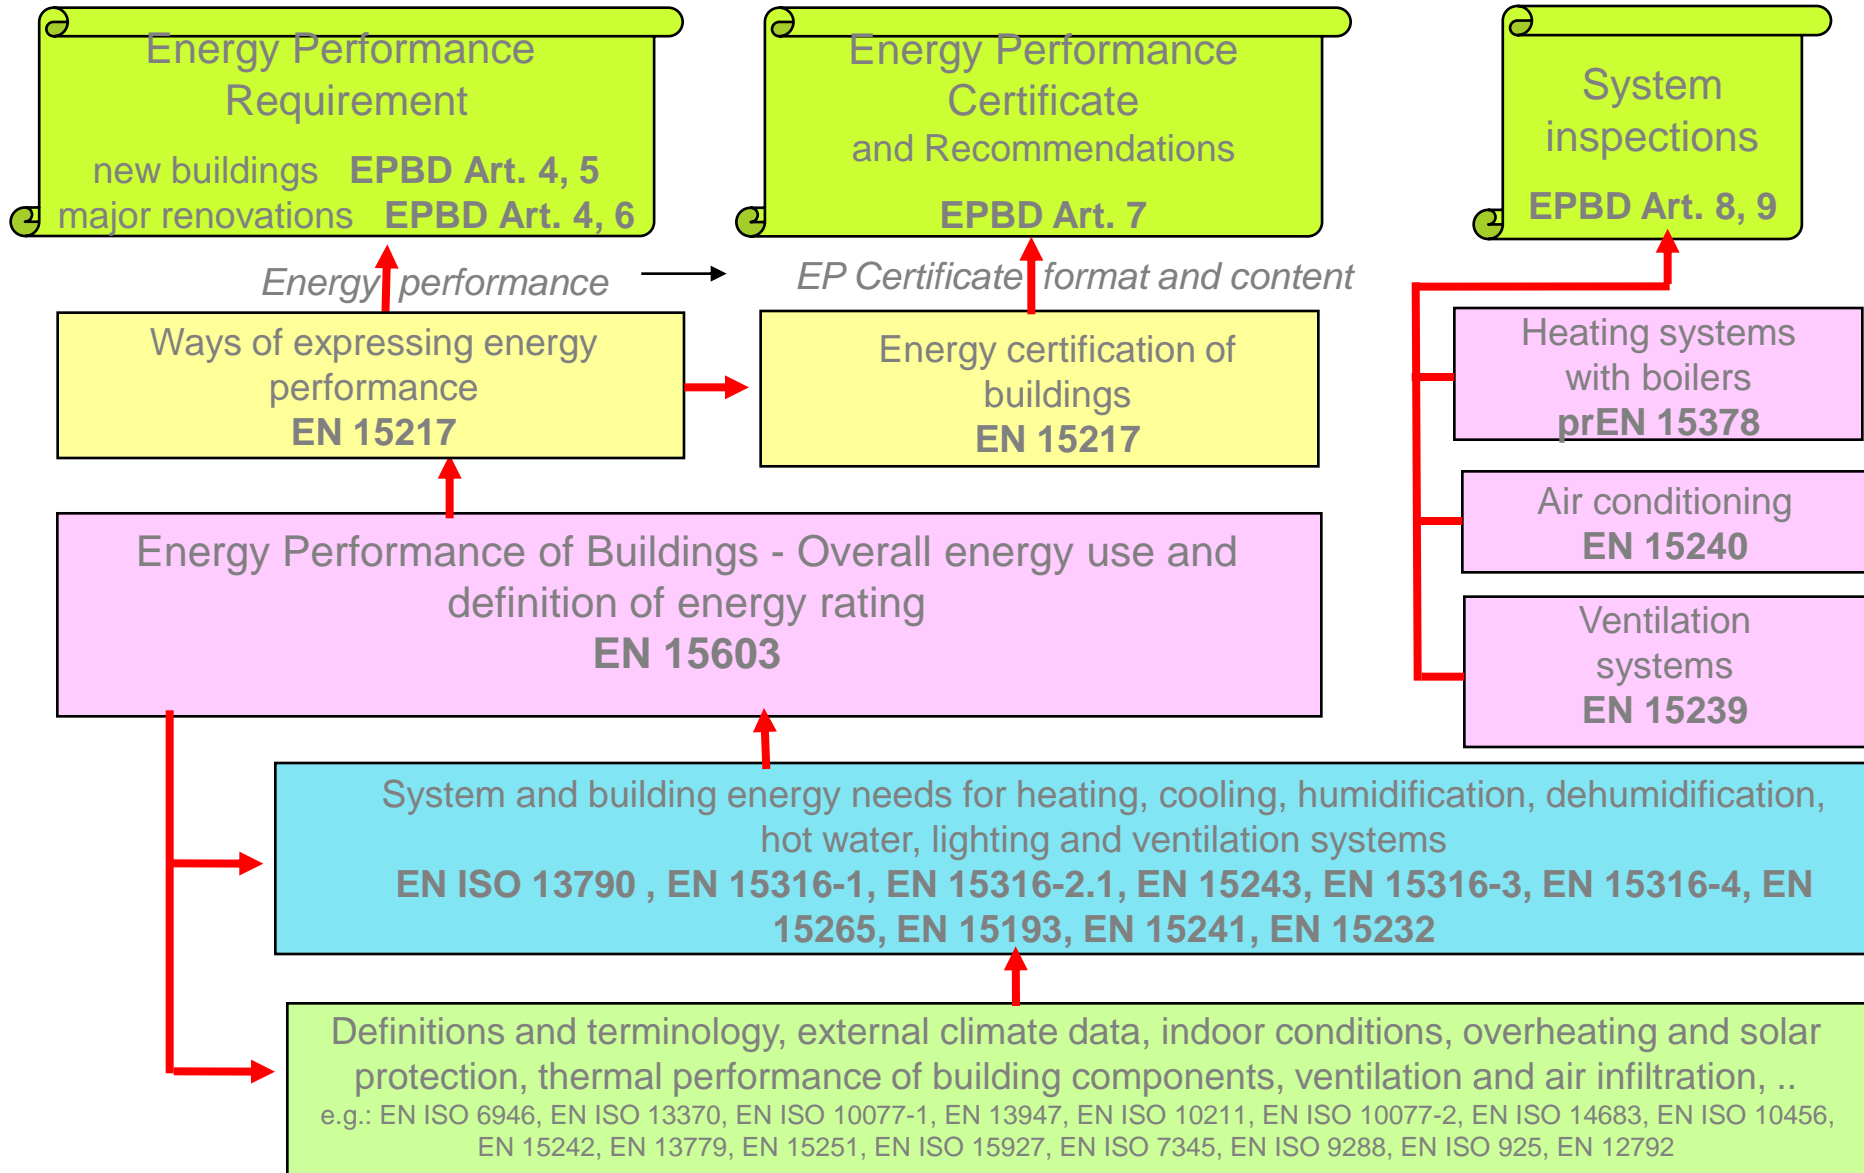 Energy Performance
Requirement
new buildings EPBD Art. 4, 5
major renovations EPBD Art. 4, 6
Energy Performance
Certificate
and Recommendations
EPBD Art. 7
System
inspections
EPBD Art. 8, 9
Energy performance
EP Certificate format and content
Ways of expressing energy
performance
EN 15217
Energy certification of
buildings
EN 15217
Heating systems
with boilers
prEN 15378
Air conditioning
EN 15240
Ventilation
systems
EN 15239
Energy Performance of Buildings - Overall energy use and
definition of energy rating
EN 15603
System and building energy needs for heating, cooling, humidification, dehumidification,
hot water, lighting and ventilation systems
EN ISO 13790 , EN 15316-1, EN 15316-2.1, EN 15243, EN 15316-3, EN 15316-4, EN
15265, EN 15193, EN 15241, EN 15232
Definitions and terminology, external climate data, indoor conditions, overheating and solar
protection, thermal performance of building components, ventilation and air infiltration, ..
e.g.: EN ISO 6946, EN ISO 13370, EN ISO 10077-1, EN 13947, EN ISO 10211, EN ISO 10077-2, EN ISO 14683, EN ISO 10456,
EN 15242, EN 13779, EN 15251, EN ISO 15927, EN ISO 7345, EN ISO 9288, EN ISO 925, EN 12792